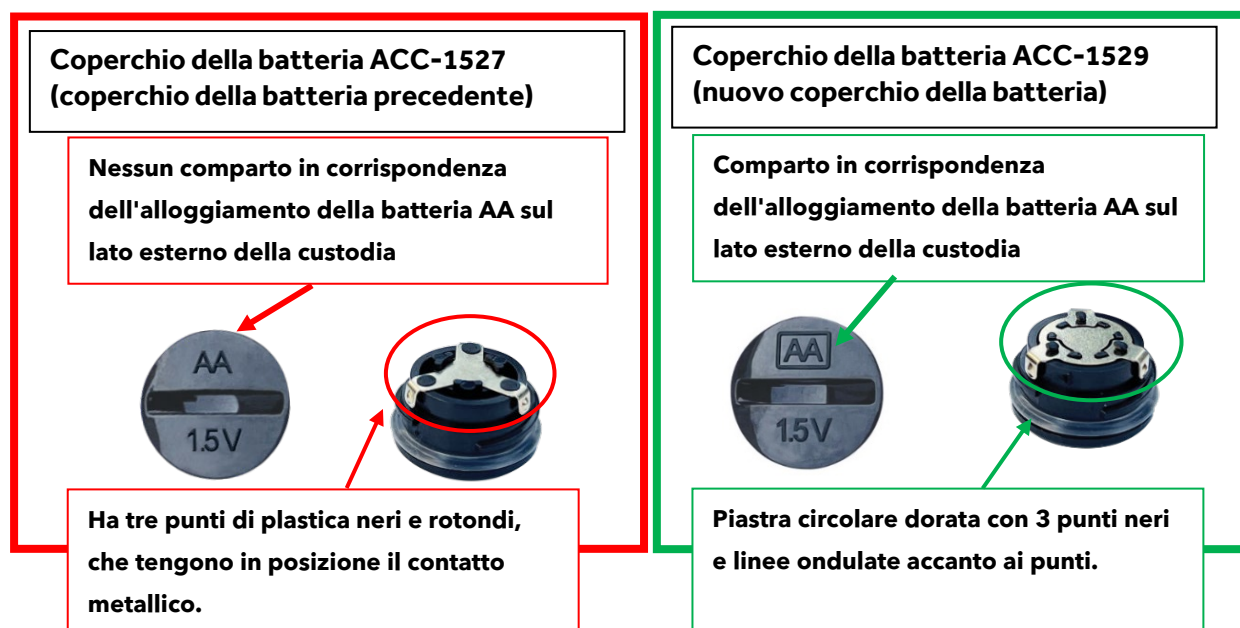 Coperchio della batteria ACC-1527
(coperchio della batteria precedente)
Nessun comparto in corrispondenza
dell'alloggiamento della batteria AA sul
lato esterno della custodia
AA
1.5V
Ha tre punti di plastica neri e rotondi,
che tengono in posizione il contatto
metallico.
Coperchio della batteria ACC-1529
(nuovo coperchio della batteria)
Comparto in corrispondenza
dell'alloggiamento della batteria AA sul
lato esterno della custodia
AA
1.5V
Piastra circolare dorata con 3 punti neri
e linee ondulate accanto ai punti.